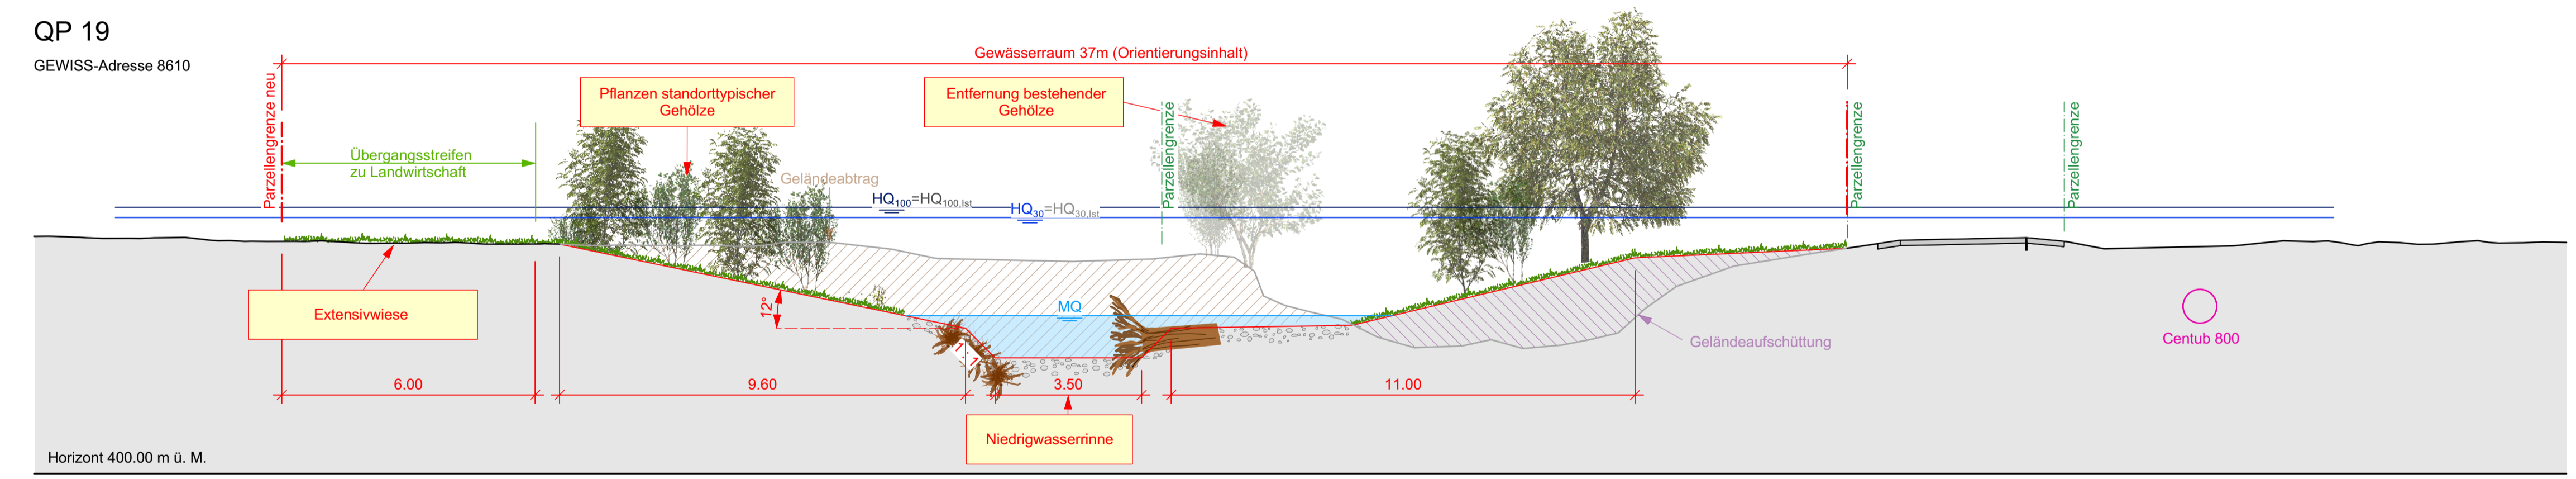 QP 19
GEWISS-Adresse 8610
Gewässerraum 37m (Orientierungsinhalt)
Parzellengrenze neu
Übergangsstreifen
zu Landwirtschaft
Pflanzen standorttypischer
Gehölze
Geländeabtrag
Entfernung bestehender
Gehölze
Parzellengrenze
Parzellengrenze
Parzellengrenze
HQ100=HQ100,Ist
HQ30=HQ30,Ist
Extensivwiese
12°
MQ
1:1
Geländeaufschüttung
Centub 800
6.00
9.60
3.50
11.00
Niedrigwasserrinne
Horizont 400.00 m ü. M.